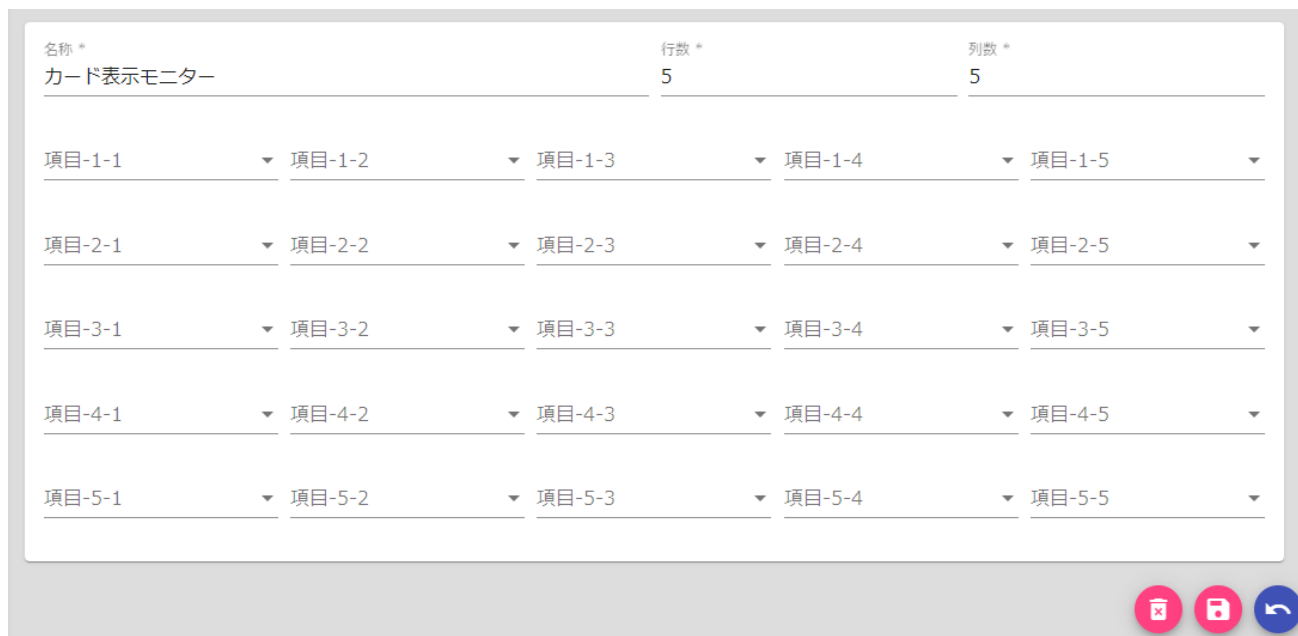 名称 * 行数 * 列数 *
カード表示モニター 5 5
項目-1-1 項目-1-2 項目-1-3 項目-1-4 項目-1-5
項目-2-1 項目-2-2 項目-2-3 項目-2-4 項目-2-5
項目-3-1 項目-3-2 項目-3-3 項目-3-4 項目-3-5
項目-4-1 項目-4-2 項目-4-3 項目-4-4 項目-4-5
項目-5-1 項目-5-2 項目-5-3 項目-5-4 項目-5-5